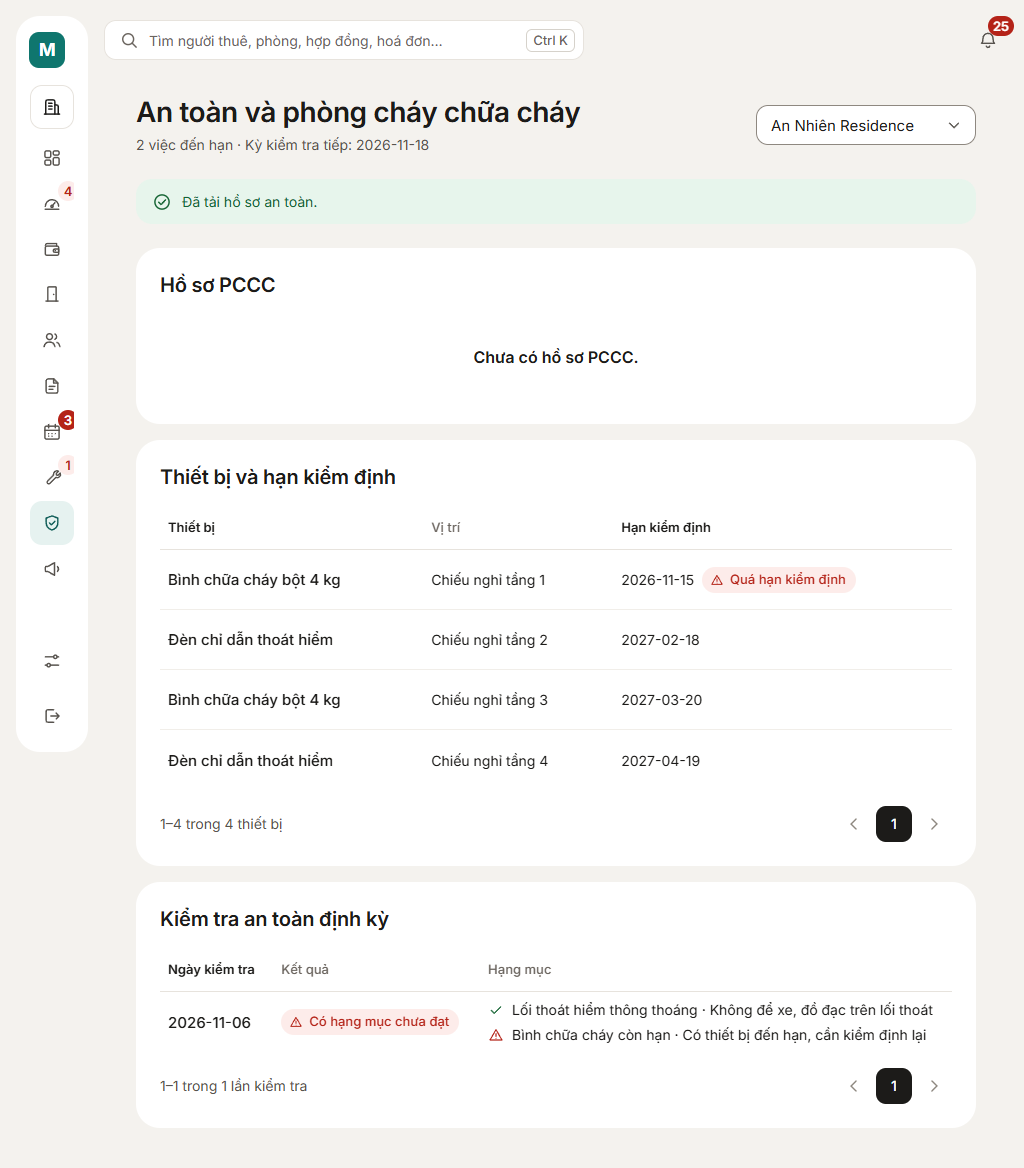 M
Tìm người thuê, phòng, hợp đồng, hoá đơn...
Ctrl K
25
An toàn và phòng cháy chữa cháy
2 việc đến hạn · Kỳ kiểm tra tiếp: 2026-11-18
An Nhiên Residence
4
3
1
Đã tải hồ sơ an toàn.
Hồ sơ PCCC
Chưa có hồ sơ PCCC.
Thiết bị và hạn kiểm định
Thiết bị Vị trí Hạn kiểm định
Bình chữa cháy bột 4 kg Chiếu nghỉ tầng 1 2026-11-15 Quá hạn kiểm định
Đèn chỉ dẫn thoát hiểm Chiếu nghỉ tầng 2 2027-02-18
Bình chữa cháy bột 4 kg Chiếu nghỉ tầng 3 2027-03-20
Đèn chỉ dẫn thoát hiểm Chiếu nghỉ tầng 4 2027-04-19
1–4 trong 4 thiết bị 1
Kiểm tra an toàn định kỳ
Ngày kiểm tra Kết quả Hạng mục
2026-11-06 Có hạng mục chưa đạt
Lối thoát hiểm thông thoáng · Không để xe, đồ đạc trên lối thoát
Bình chữa cháy còn hạn · Có thiết bị đến hạn, cần kiểm định lại
1–1 trong 1 lần kiểm tra 1